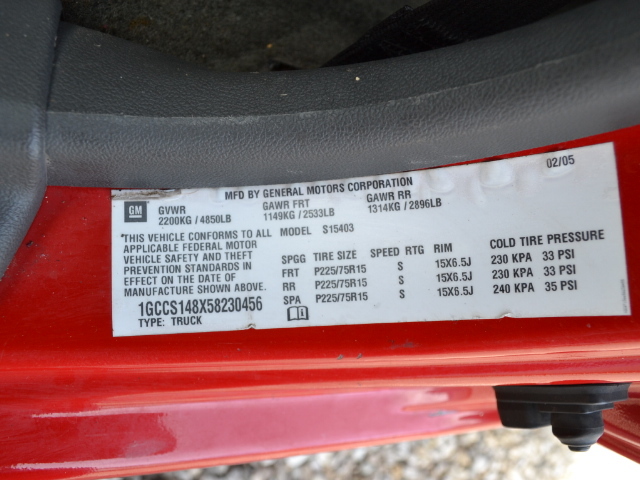 MFD BY GENERAL MOTORS CORPORATION 02/05
GM GVWR GAWR FRT GAWR RR
2200KG / 4850LB 1149KG / 2533LB 1314KG / 2896LB
*THIS VEHICLE CONFORMS TO ALL MODEL S15403
APPLICABLE FEDERAL MOTOR
VEHICLE SAFETY AND THEFT
PREVENTION STANDARDS IN
EFFECT ON THE DATE OF
MANUFACTURE SHOWN ABOVE.
1GCCS148X58230456
TYPE: TRUCK
SPGG TIRE SIZE SPEED RTG RIM COLD TIRE PRESSURE
FRT P225/75R15 S 15X6.5J 230 KPA 33 PSI
RR P225/75R15 S 15X6.5J 230 KPA 33 PSI
SPA P225/75R15 S 15X6.5J 240 KPA 35 PSI